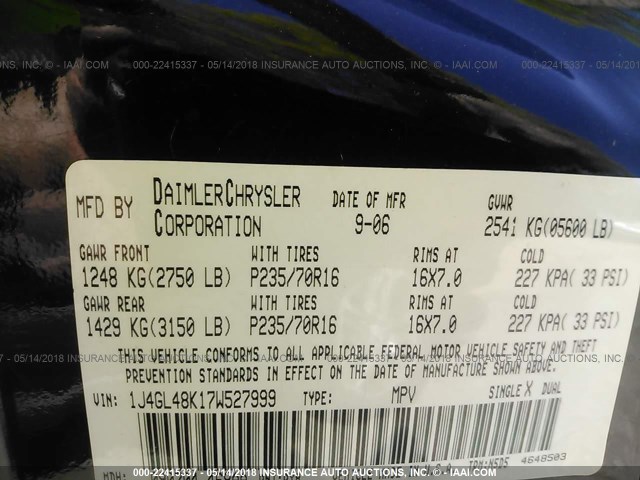 000-22415337 - 05/14/2018 INSURANCE AUTO AUCTIONS, INC. - © IAAI.COM
MFD BY DAIMLERCHRYSLER CORPORATION DATE OF MFR 9-06 GVWR 2541 KG(05600 LB)
GAWR FRONT WITH TIRES RIMS AT COLD
1248 KG(2750 LB) P235/70R16 16X7.0 227 KPA( 33 PSI)
GAWR REAR WITH TIRES RIMS AT COLD
1429 KG(3150 LB) P235/70R16 16X7.0 227 KPA( 33 PSI)
THIS VEHICLE CONFORMS TO ALL APPLICABLE FEDERAL MOTOR VEHICLE SAFETY AND THEFT
000-22415337 - 05/14/2018 INSURANCE AUTO AUCTIONS, INC. - © IAAI.COM
PREVENTION STANDARDS IN EFFECT ON THE DATE OF MANUFACTURE SHOWN ABOVE.
VIN: 1J4GL48K17W527999 TYPE: MPV SINGLE X DUAL
TPM:N5D5 4648503
MDH:
000-22415337 - 05/14/2018 INSURANCE AUTO AUCTIONS, INC. - © IAAI.COM